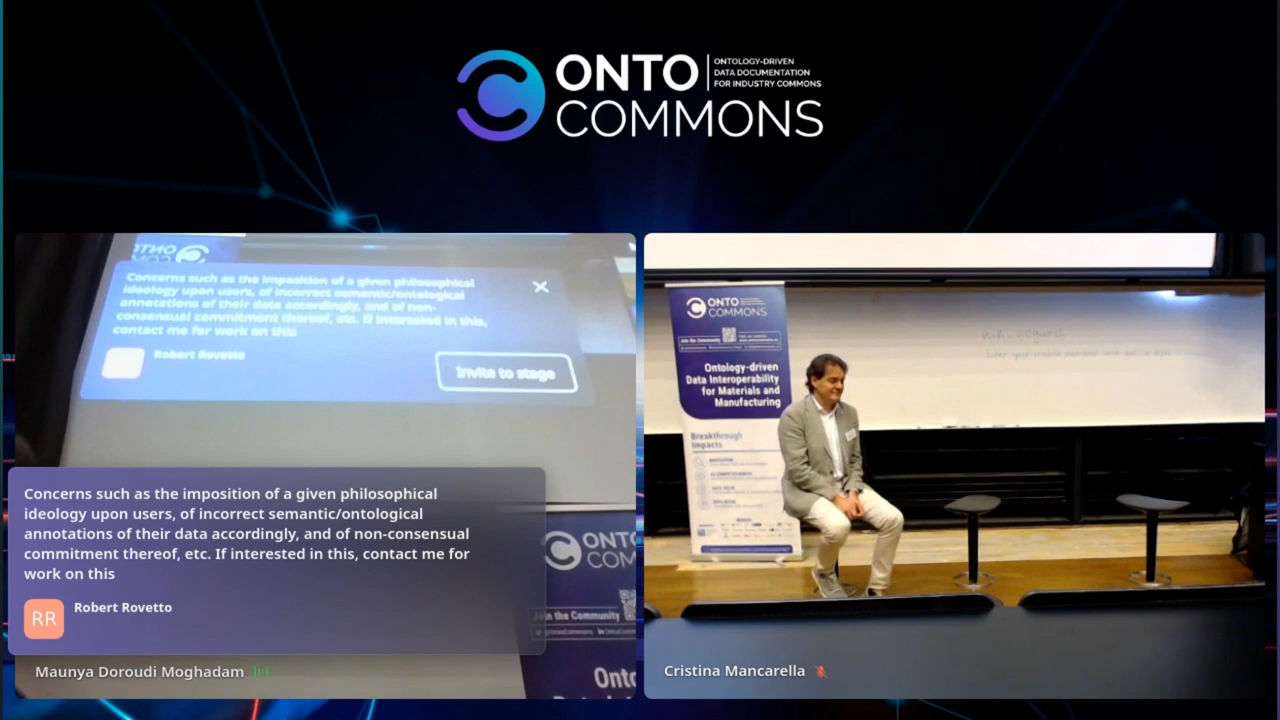 ONTO
COMMONS
ONTOLOGY-DRIVEN
DATA DOCUMENTATION
FOR INDUSTRY COMMONS
Concerns such as the imposition of a given philosophical
ideology upon users, of incorrect semantic/ontological
annotations of their data accordingly, and of non-
consensual commitment thereof, etc. If interested in this,
contact me for work on this
Robert Rovetto
Invite to stage
Concerns such as the imposition of a given philosophical
ideology upon users, of incorrect semantic/ontological
annotations of their data accordingly, and of non-consensual
commitment thereof, etc. If interested in this, contact me for
work on this
RR
Robert Rovetto
ONTO
Join the Community
Onto
Maunya Doroudi Moghadam
ONTO
COMMONS
Join the Community
Ontology-driven
Data Interoperability
for Materials and
Manufacturing
Breakthrough
Impacts
Cristina Mancarella